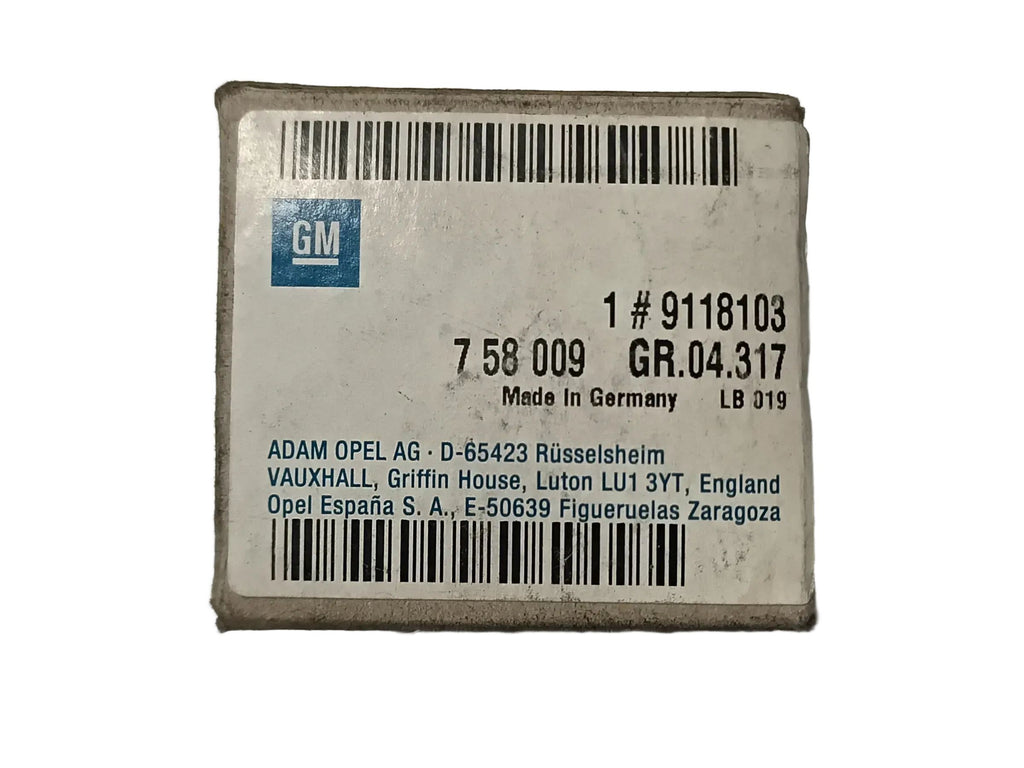 GM
1 # 9118103
7 58 009 GR.04.317
Made in Germany LB 019
ADAM OPEL AG · D-65423 Rüsselsheim
VAUXHALL, Griffin House, Luton LU1 3YT, England
Opel España S. A., E-50639 Figueruelas Zaragoza